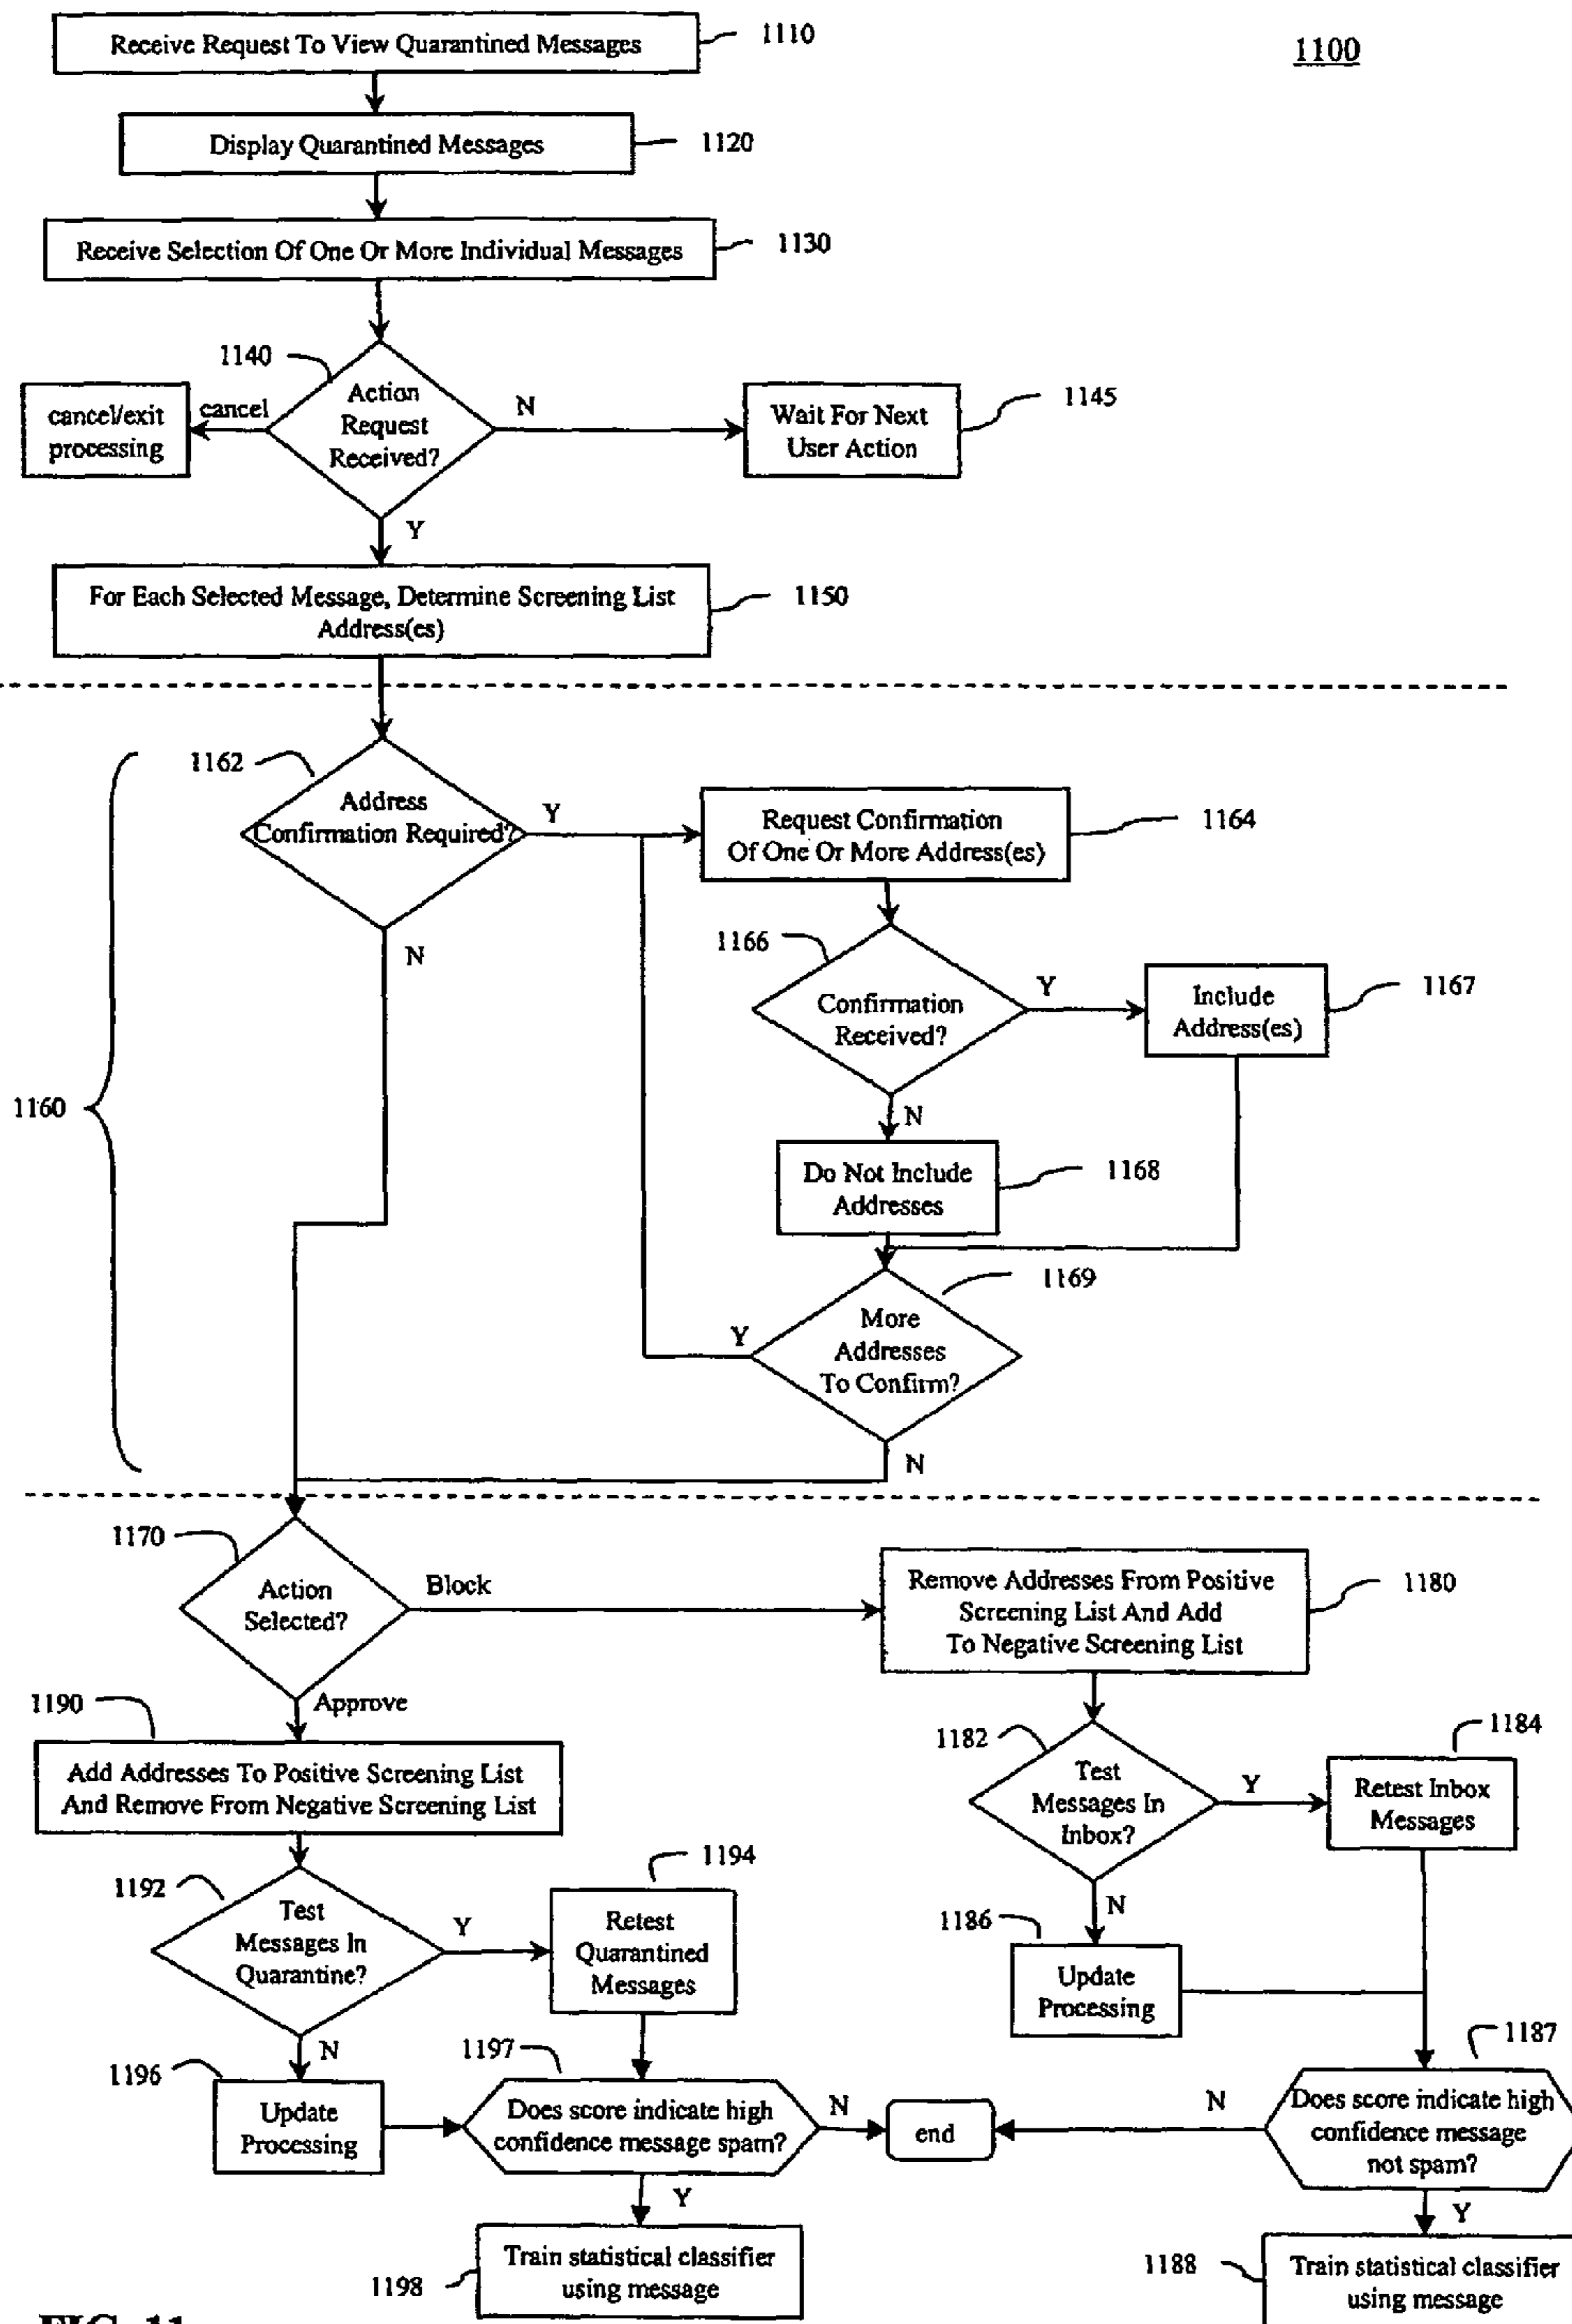 Receive Request To View Quarantined Messages
1110
1100
Display Quarantined Messages
1120
Receive Selection Of One Or More Individual Messages
1130
1140
Action
Request
Received?
cancel
cancel/exit
processing
N
Wait For Next
User Action
1145
Y
For Each Selected Message, Determine Screening List
Address(es)
1150
1160
1162
Address
Confirmation Required?
Y
Request Confirmation
Of One Or More Address(es)
1164
N
1166
Confirmation
Received?
Y
Include
Address(es)
1167
N
Do Not Include
Addresses
1168
1169
More
Addresses
To Confirm?
Y
N
1170
Action
Selected?
Block
Remove Addresses From Positive
Screening List And Add
To Negative Screening List
1180
Approve
1190
Add Addresses To Positive Screening List
And Remove From Negative Screening List
1182
Test
Messages In
Inbox?
Y
1184
Retest Inbox
Messages
N
1186
Update
Processing
1192
Test
Messages In
Quarantine?
Y
1194
Retest
Quarantined
Messages
N
1196
Update
Processing
1197
Does score indicate high
confidence message spam?
N
end
N
1187
Does score indicate high
confidence message
not spam?
Y
1198
Train statistical classifier
using message
Y
1188
Train statistical classifier
using message
FIG. 11